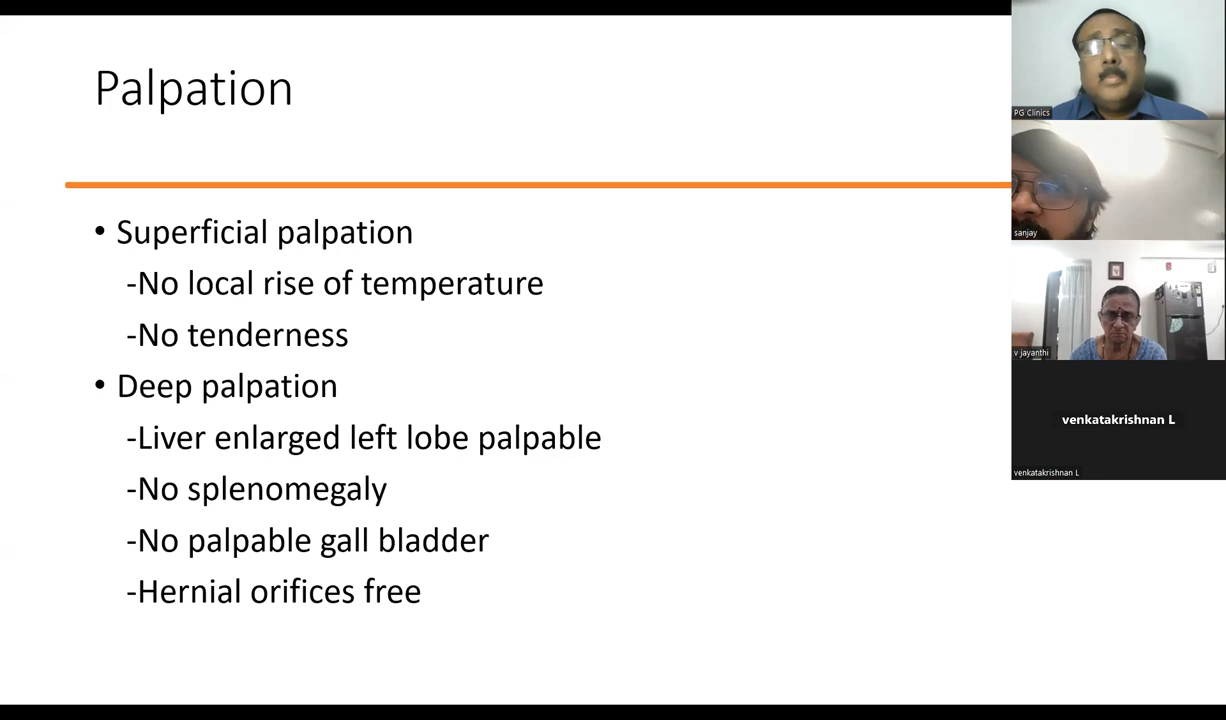 Palpation
• Superficial palpation
-No local rise of temperature
-No tenderness
• Deep palpation
-Liver enlarged left lobe palpable
-No splenomegaly
-No palpable gall bladder
-Hernial orifices free
PG Clinics
sanjay
v jayanthi
venkatakrishnan L
venkatakrishnan L